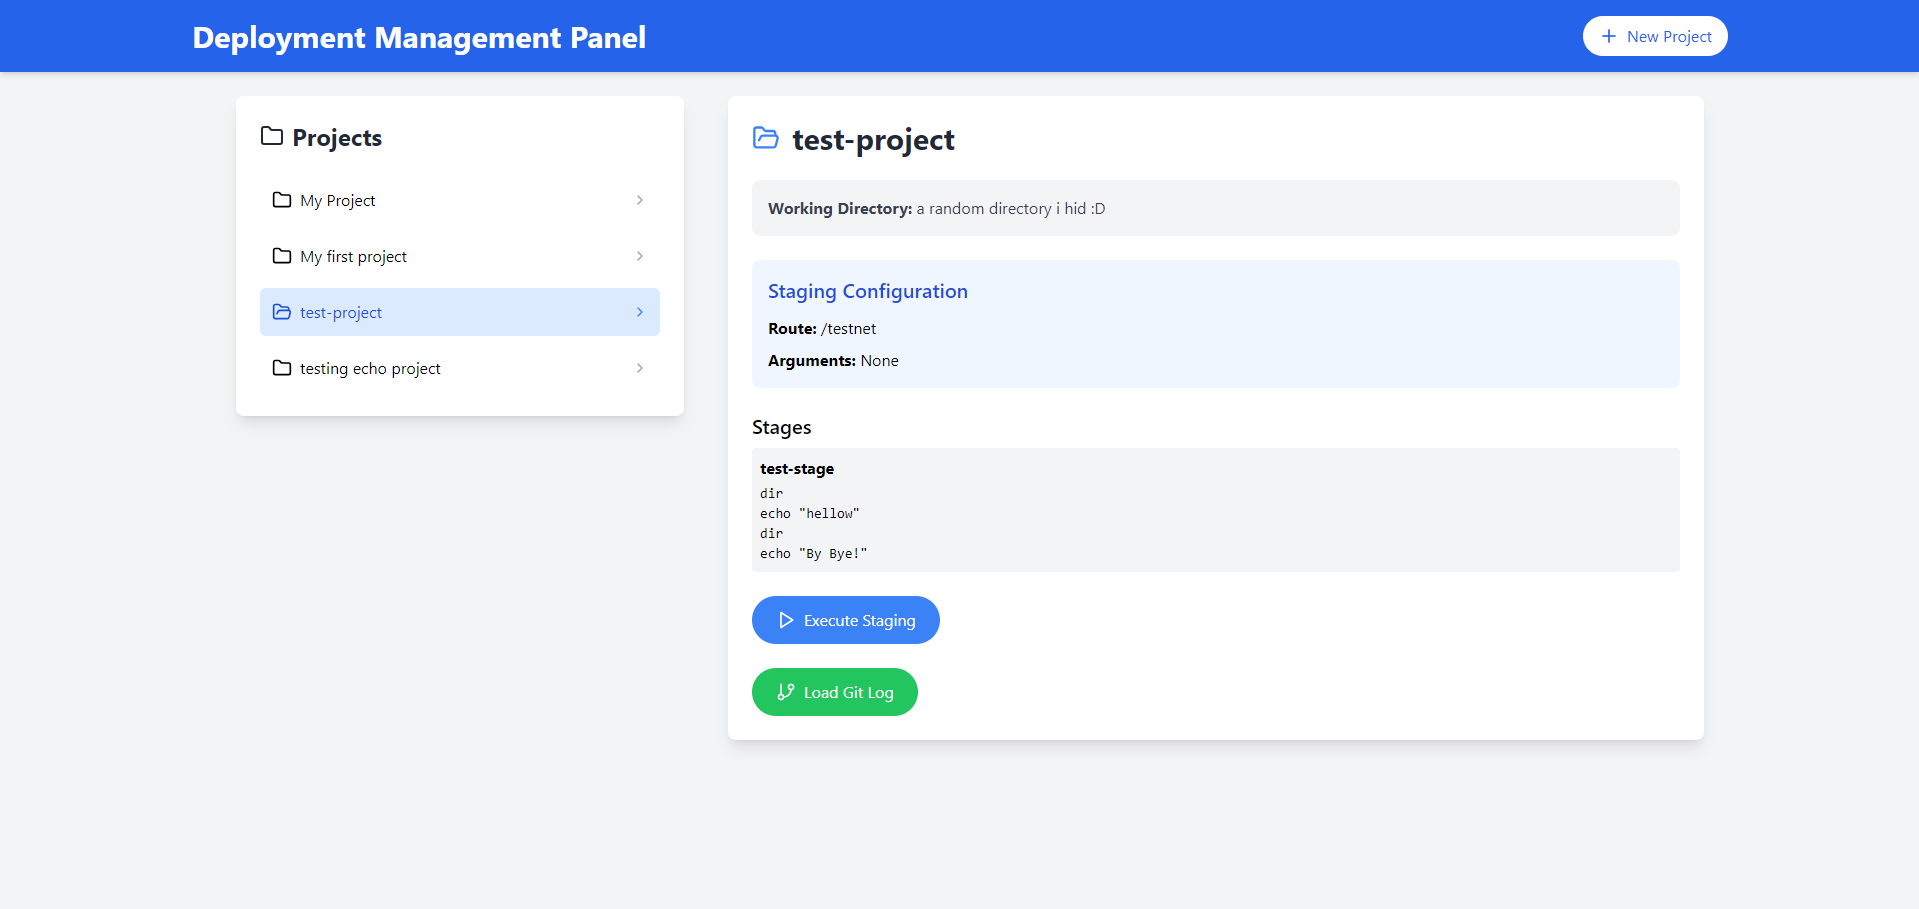 Deployment Management Panel
New Project
Projects
My Project
My first project
test-project
testing echo project
test-project
Working Directory: a random directory i hid :D
Staging Configuration
Route: /testnet
Arguments: None
Stages
test-stage
dir
echo "hellow"
dir
echo "By Bye!"
Execute Staging
Load Git Log